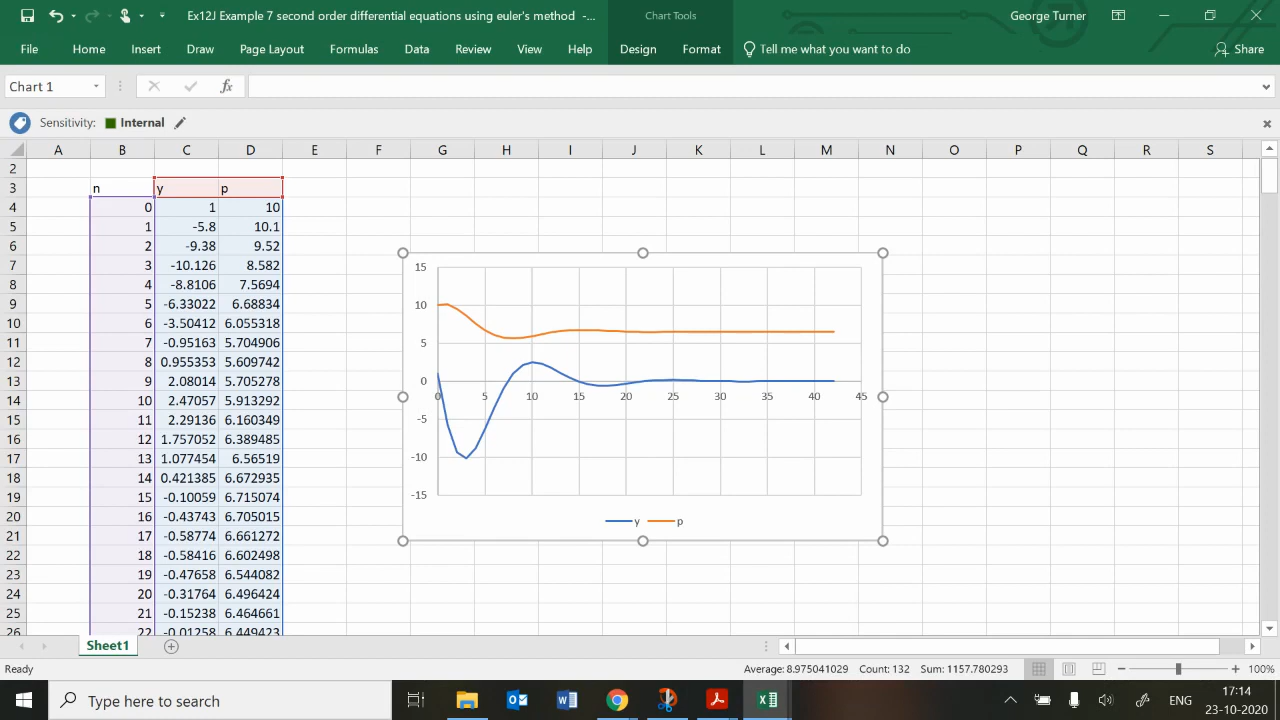 Ex12J Example 7 second order differential equations using euler's method -...
Chart Tools
George Turner
File Home Insert Draw Page Layout Formulas Data Review View Help Design Format Tell me what you want to do Share
Chart 1
fx
Sensitivity: Internal
A B C D E F G H I J K L M N O P Q R S
2
3 n y p
4 0 1 10
5 1 -5.8 10.1
6 2 -9.38 9.52
7 3 -10.126 8.582
8 4 -8.8106 7.5694
9 5 -6.33022 6.68834
10 6 -3.50412 6.055318
11 7 -0.95163 5.704906
12 8 0.955353 5.609742
13 9 2.08014 5.705278
14 10 2.47057 5.913292
15 11 2.29136 6.160349
16 12 1.757052 6.389485
17 13 1.077454 6.56519
18 14 0.421385 6.672935
19 15 -0.10059 6.715074
20 16 -0.43743 6.705015
21 17 -0.58774 6.661272
22 18 -0.58416 6.602498
23 19 -0.47658 6.544082
24 20 -0.31764 6.496424
25 21 -0.15238 6.464661
26 22 -0.01258 6.449423
15
10
5
0
0 5 10 15 20 25 30 35 40 45
-5
-10
-15
y p
Sheet1
Ready
Average: 8.975041029 Count: 132 Sum: 1157.780293
100%
Type here to search
ENG
17:14
23-10-2020